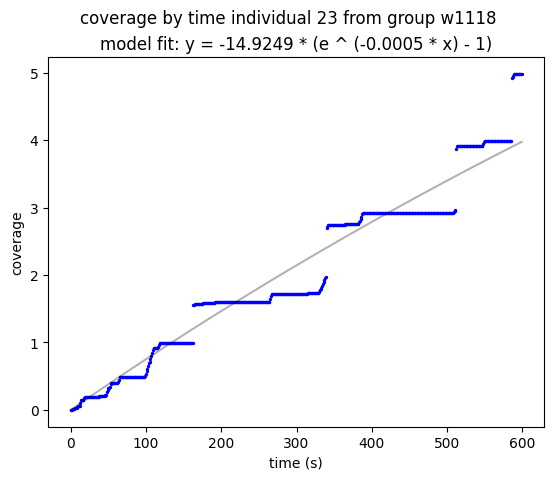 coverage by time individual 23 from group w1118
model fit: y = -14.9249 * (e ^ (-0.0005 * x) - 1)
5
4
3
2
1
0
coverage
0 100 200 300 400 500 600
time (s)